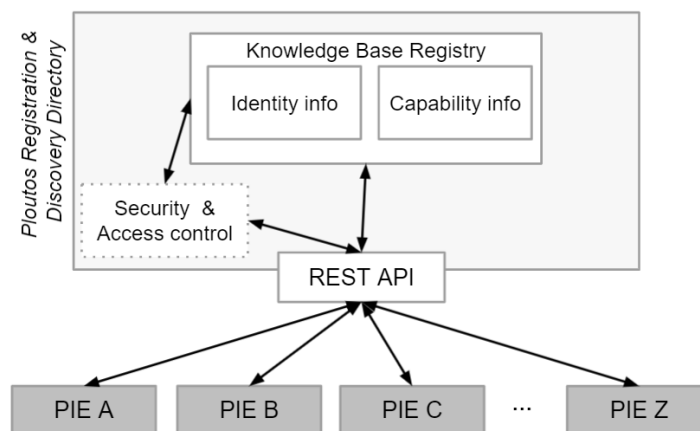 Ploutos Registration &
Discovery Directory
Knowledge Base Registry
Identity info
Capability info
Security & 
Access control
REST API
PIE A
PIE B
PIE C
...
PIE Z